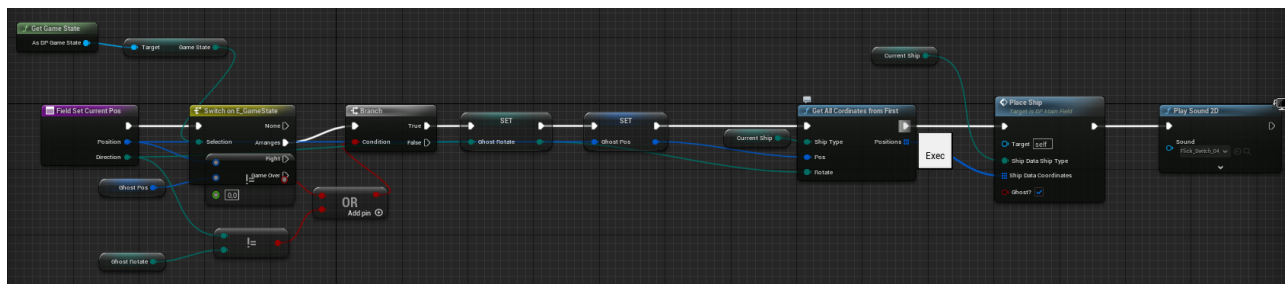 Get Game State
As DP Game State
Target Game State
Current Ship
Field Set Current Pos
Position
Direction
Switch on E_GameState
None
Selection Arranges
Fight
Game Over
!=
0,0
Ghost Pos
Branch
True
Condition False
OR
Add pin
!=
Ghost Rotate
SET
Ghost Rotate
SET
Ghost Pos
Current Ship
Get All Cordinates from First
Ship Type Positions
Pos
Rotate
Exec
Place Ship
Target is DP Main Field
Target self
Ship Data Ship Type
Ship Data Coordinates
Ghost?
Play Sound 2D
Sound
Flick_Switch_04